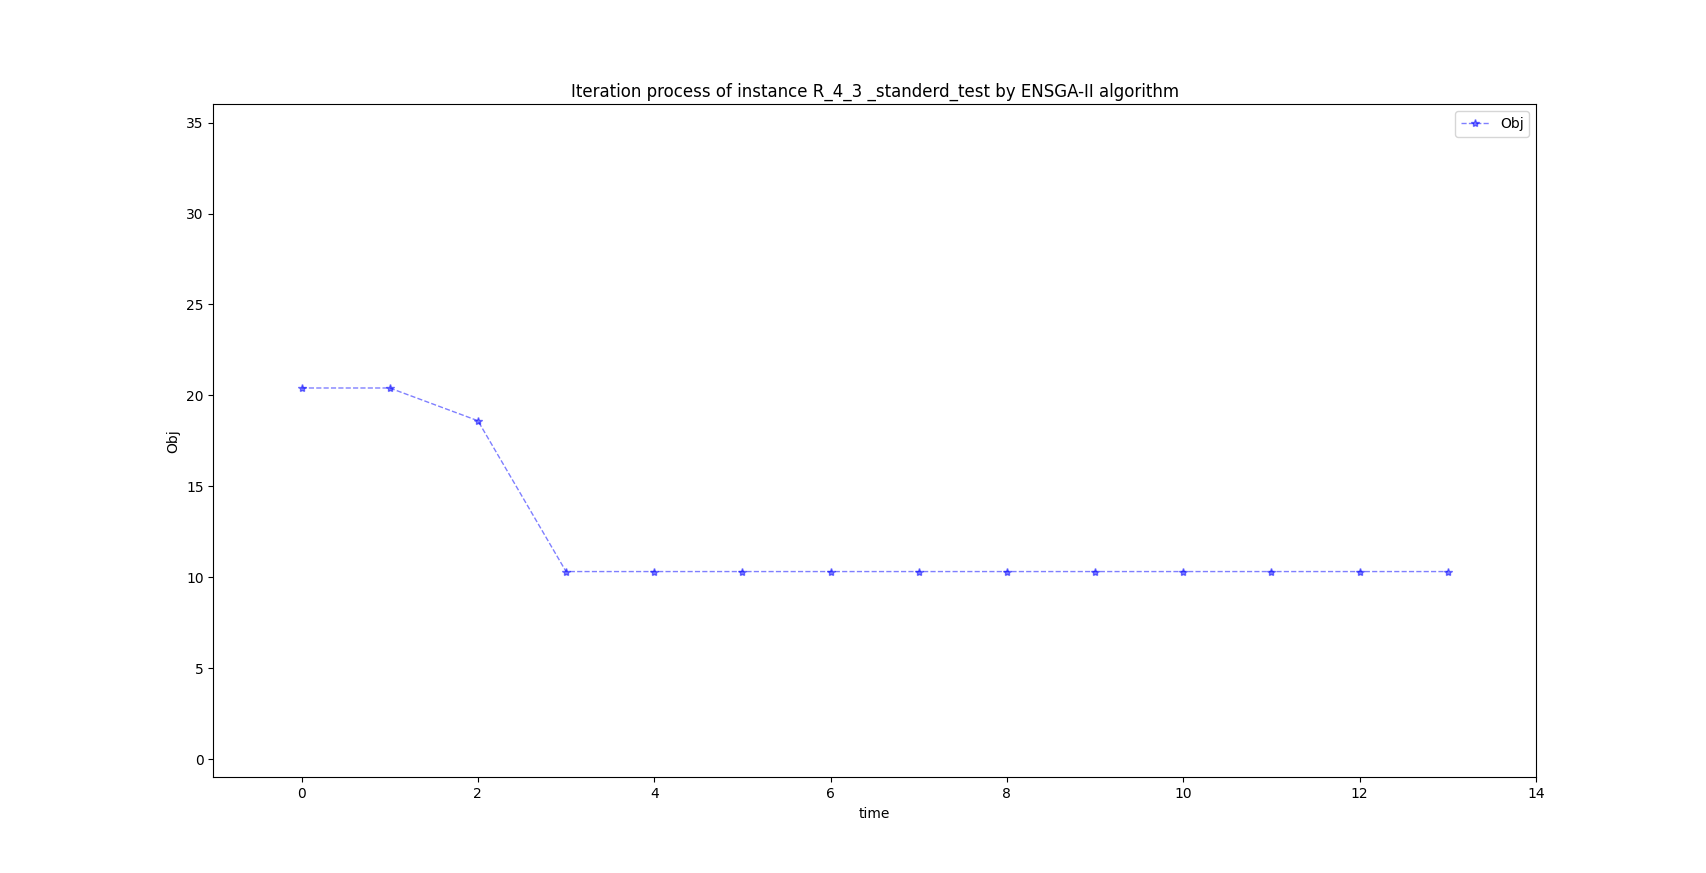 Iteration process of instance R_4_3 _standerd_test by ENSGA-II algorithm
Obj
35
30
25
20
15
10
5
0
Obj
0 2 4 6 8 10 12 14
time